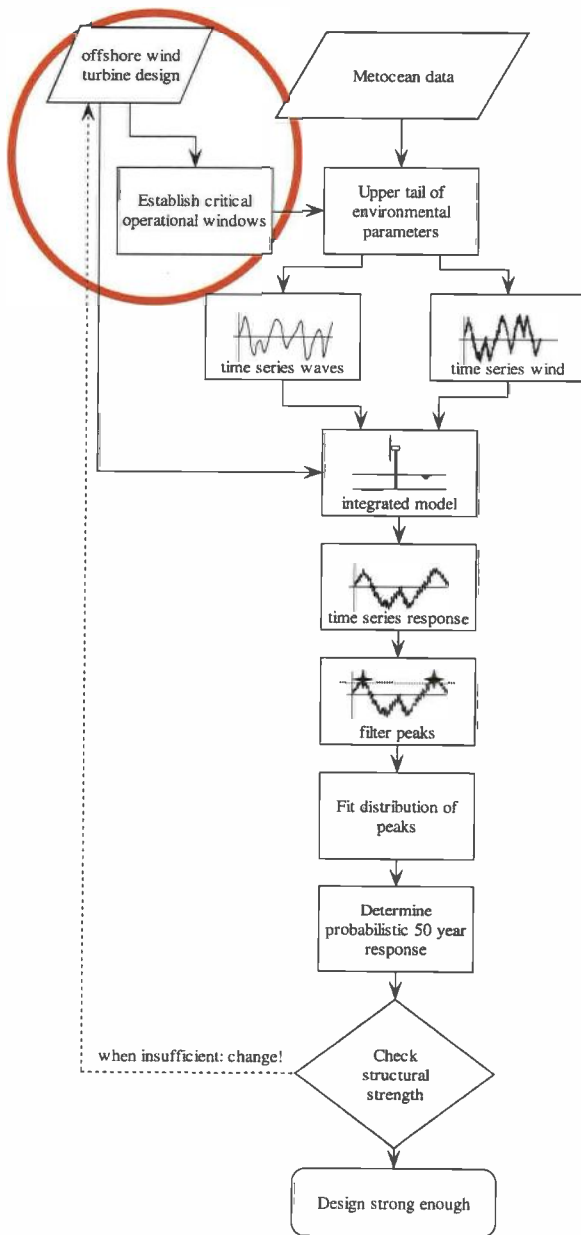 offshore wind
turbine design
Metocean data
Establish critical
operational windows
Upper tail of
environmental
parameters
time series waves
time series wind
integrated model
time series response
filter peaks
Fit distribution of
peaks
Determine
probabilistic 50 year
response
when insufficient: change!
Check
structural
strength
Design strong enough